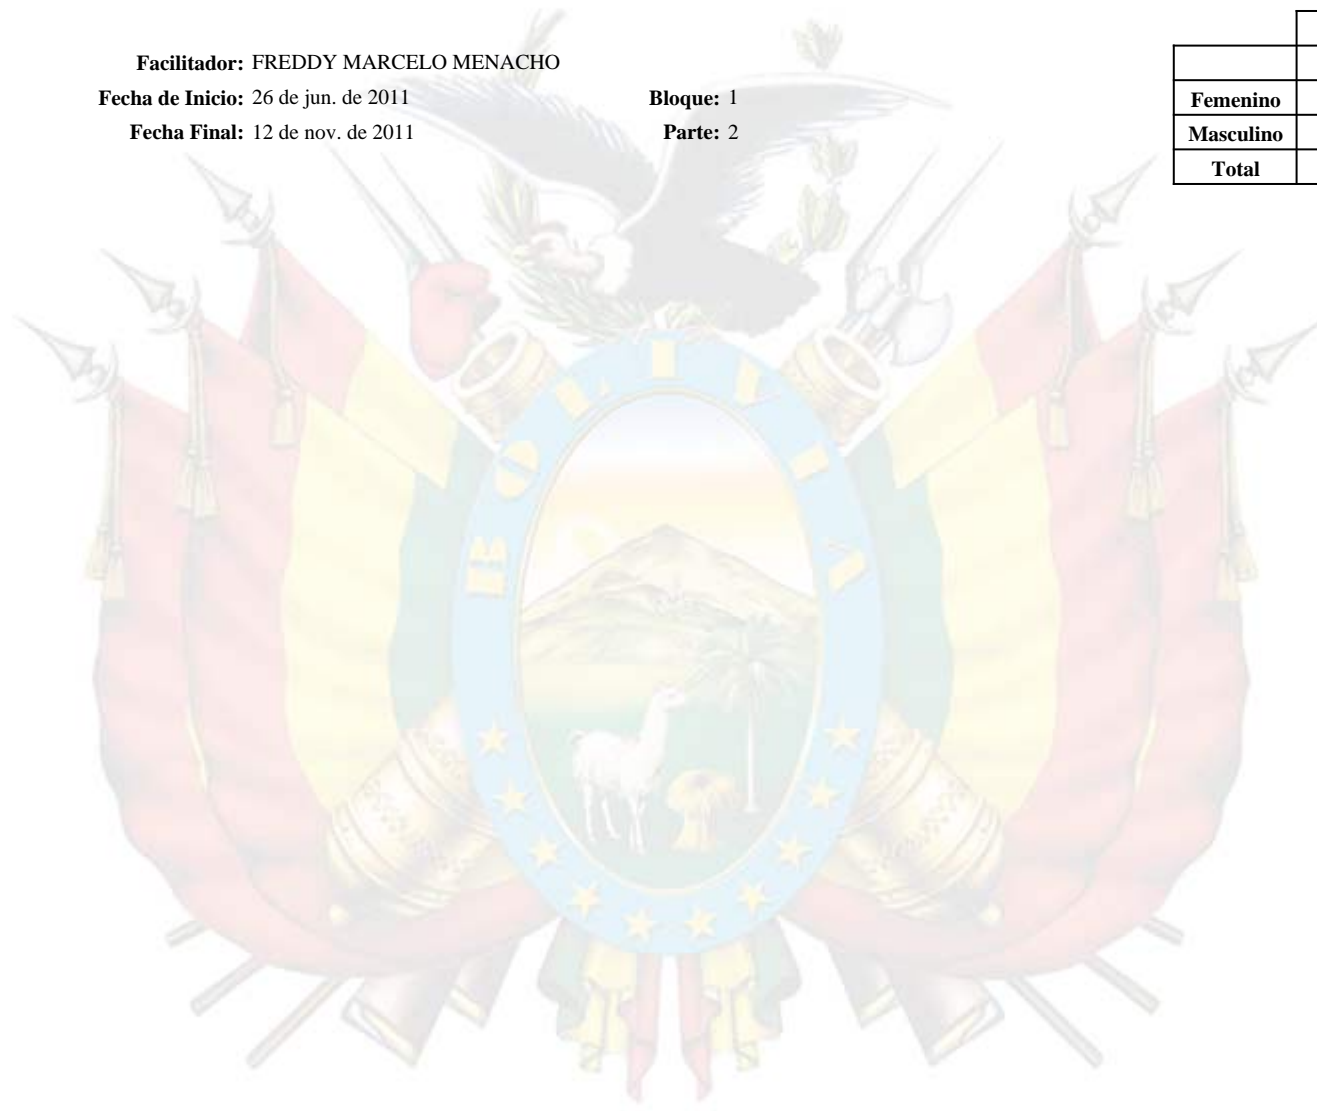 Facilitador: FREDDY MARCELO MENACHO
Fecha de Inicio: 26 de jun. de 2011 Bloque: 1
Fecha Final: 12 de nov. de 2011 Parte: 2
Femenino
Masculino
Total
BOLIVIA